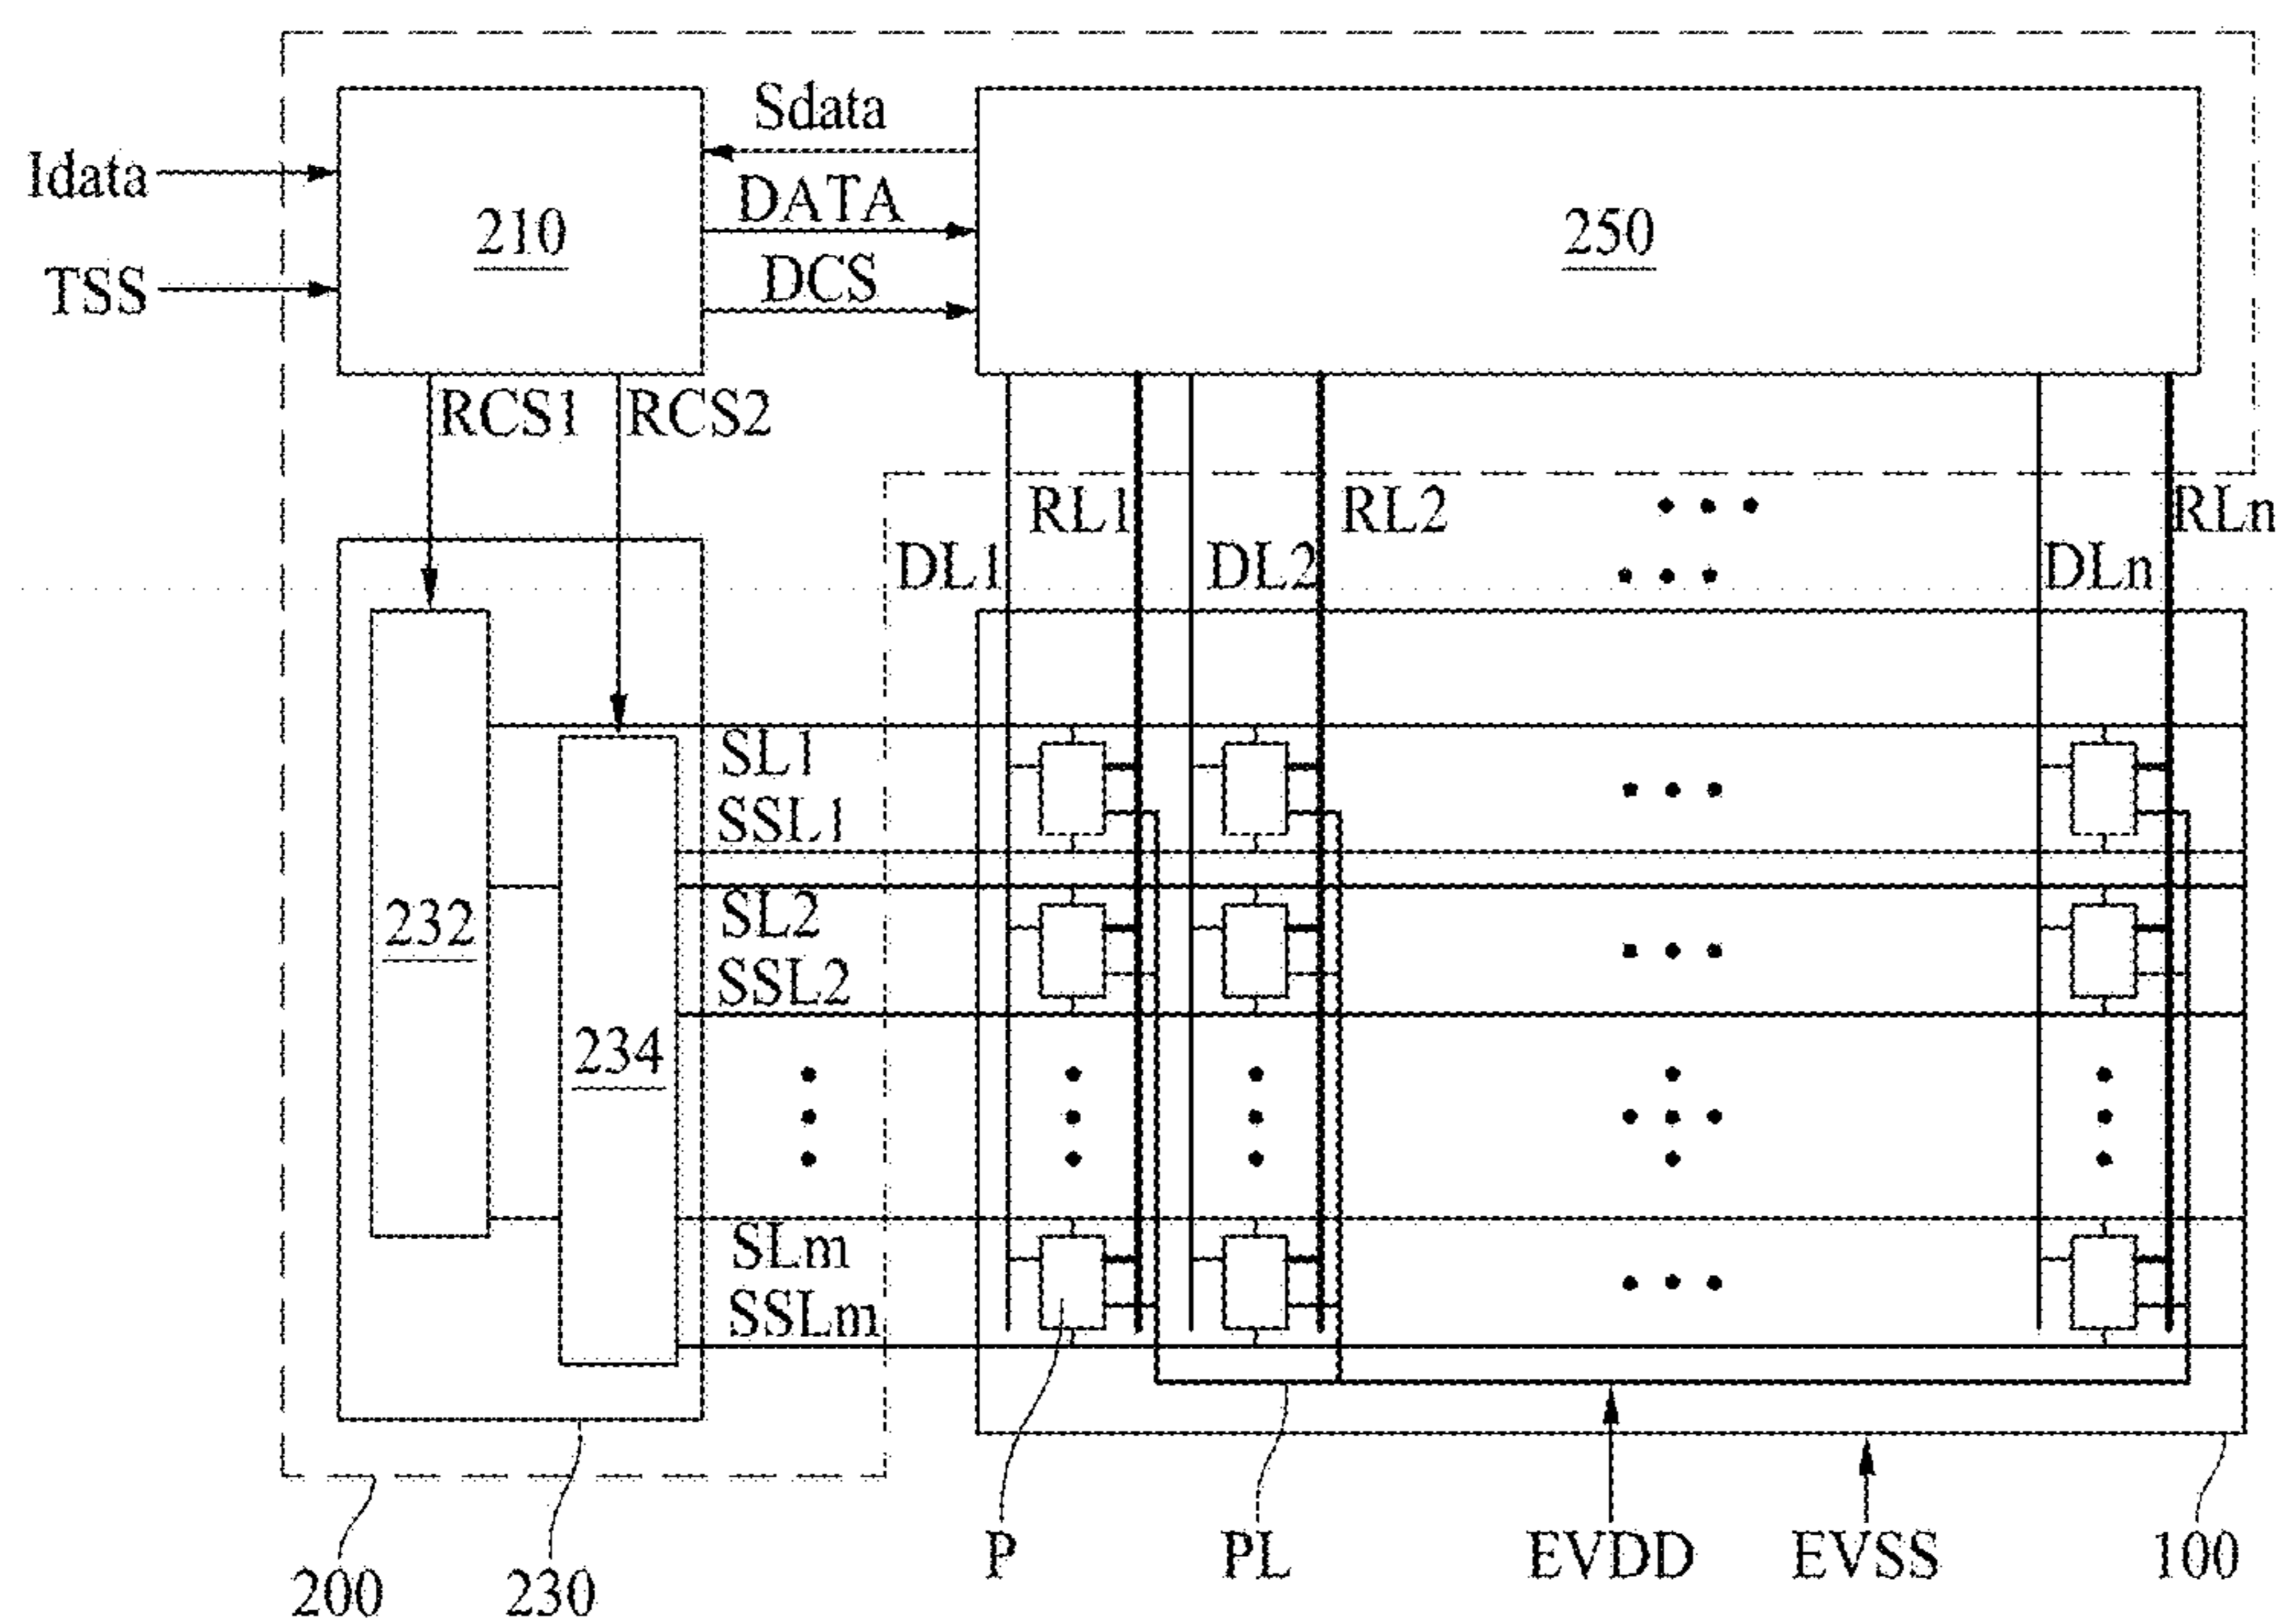 Sdata
Idata
DATA
210
250
TSS
DCS
RCS1
RCS2
RL1
RL2
RLn
DL1
DL2
DLn
SL1
SSL1
232
SL2
SSL2
234
SLm
SSLm
200
230
P
PL
EVDD
EVSS
100